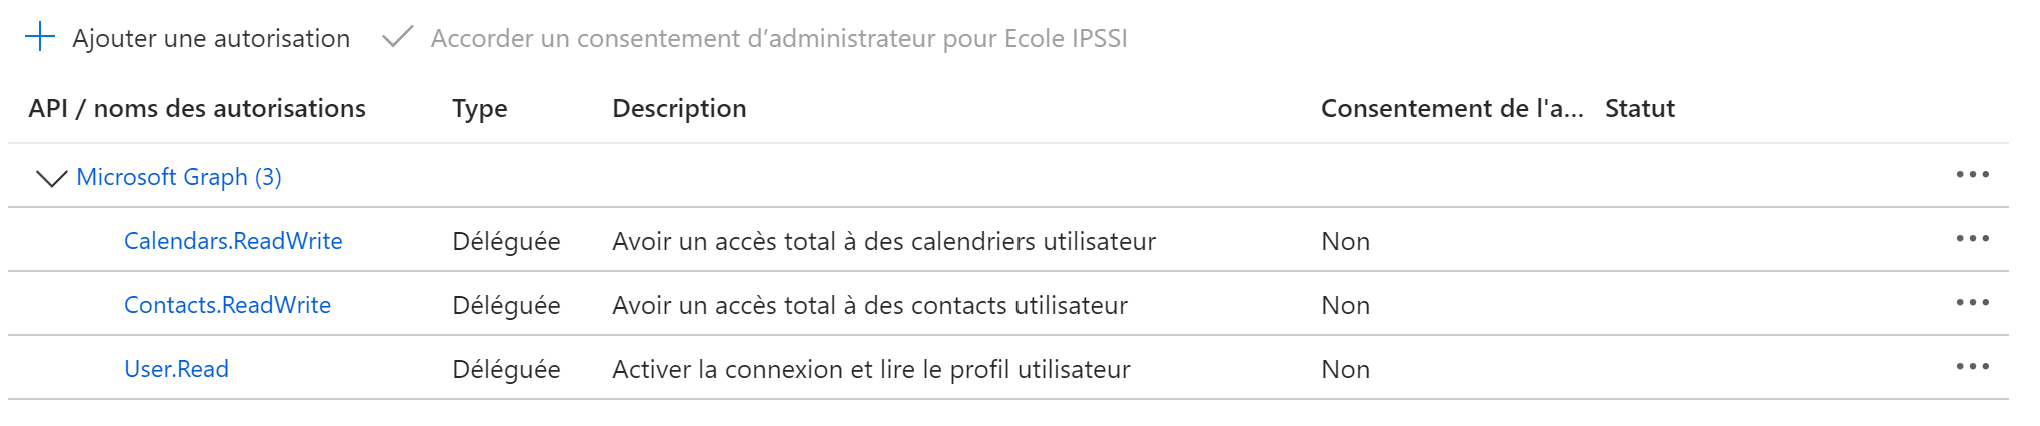 Ajouter une autorisation Accorder un consentement d’administrateur pour Ecole IPSSI
API / noms des autorisations Type Description Consentement de l'a... Statut
Microsoft Graph (3)
Calendars.ReadWrite Déléguée Avoir un accès total à des calendriers utilisateur Non
Contacts.ReadWrite Déléguée Avoir un accès total à des contacts utilisateur Non
User.Read Déléguée Activer la connexion et lire le profil utilisateur Non